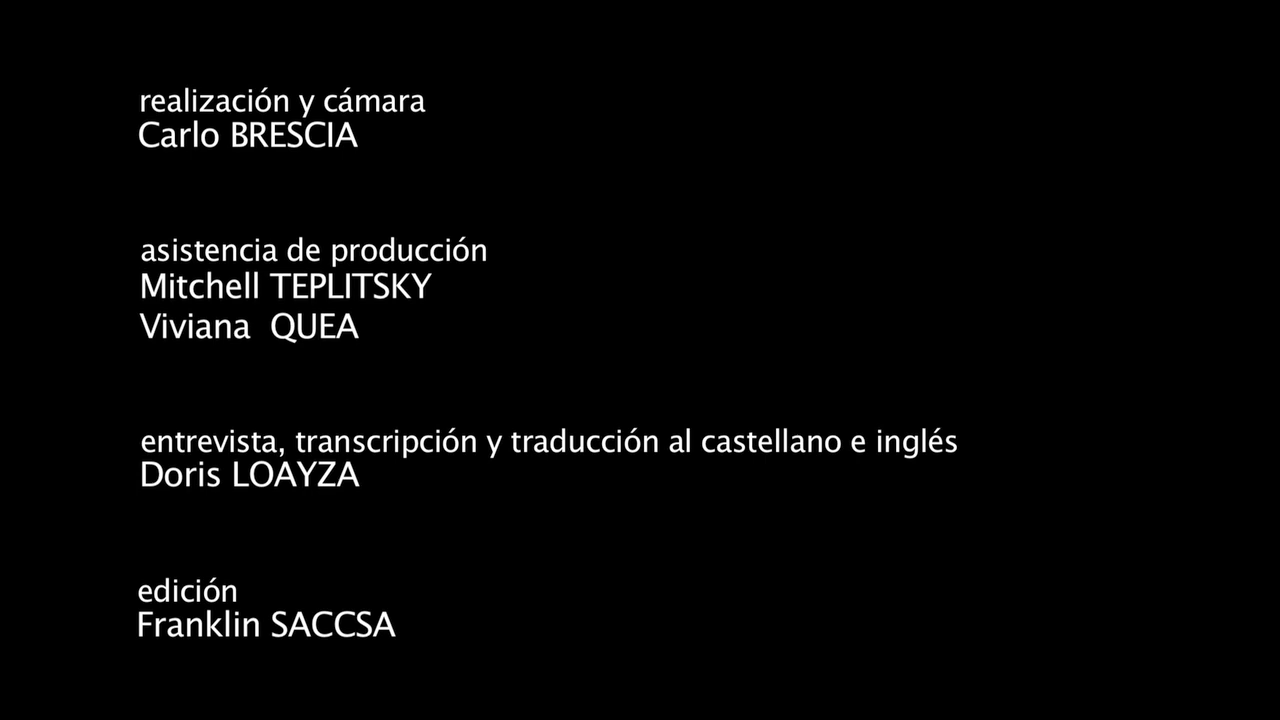 realización y cámara
Carlo BRESCIA
asistencia de producción
Mitchell TEPLITSKY
Viviana QUEA
entrevista, transcripción y traducción al castellano e inglés
Doris LOAYZA
edición
Franklin SACCSA